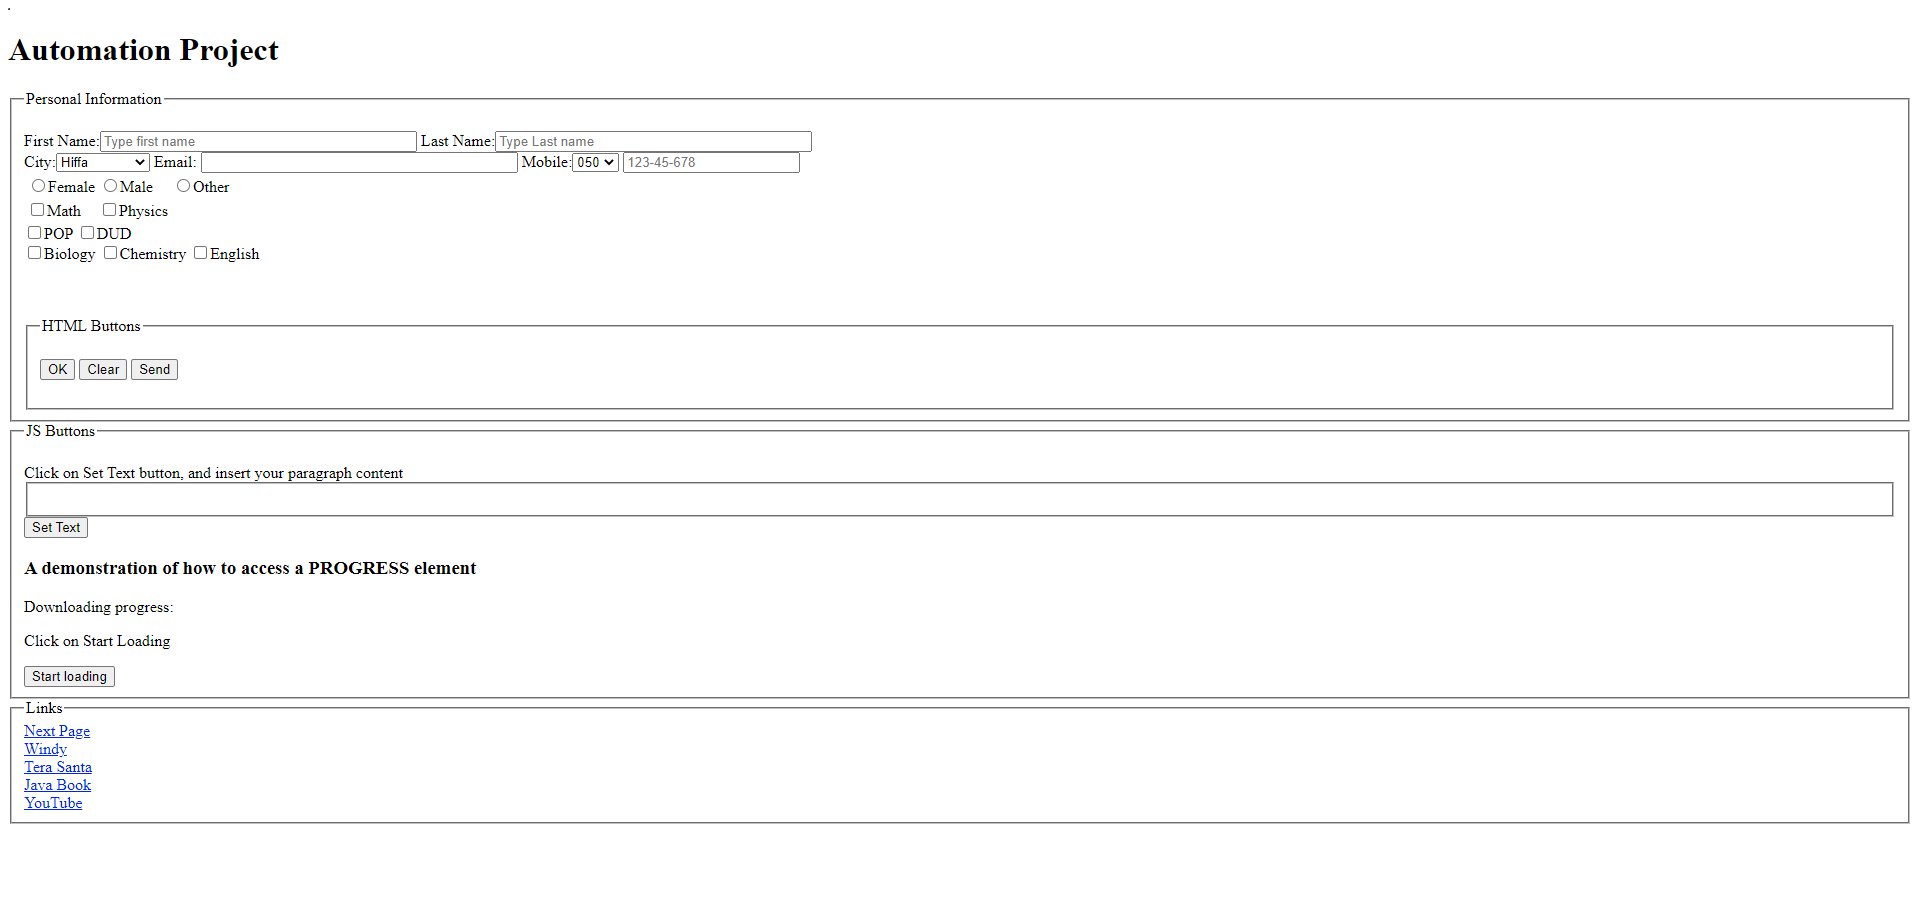 .
Automation Project
Personal Information
First Name: Type first name Last Name: Type Last name
City: Hiffa Email: Mobile: 050 123-45-678
Female Male Other
Math Physics
POP DUD
Biology Chemistry English
HTML Buttons
OK Clear Send
JS Buttons
Click on Set Text button, and insert your paragraph content
Set Text
A demonstration of how to access a PROGRESS element
Downloading progress:
Click on Start Loading
Start loading
Links
Next Page
Windy
Tera Santa
Java Book
YouTube